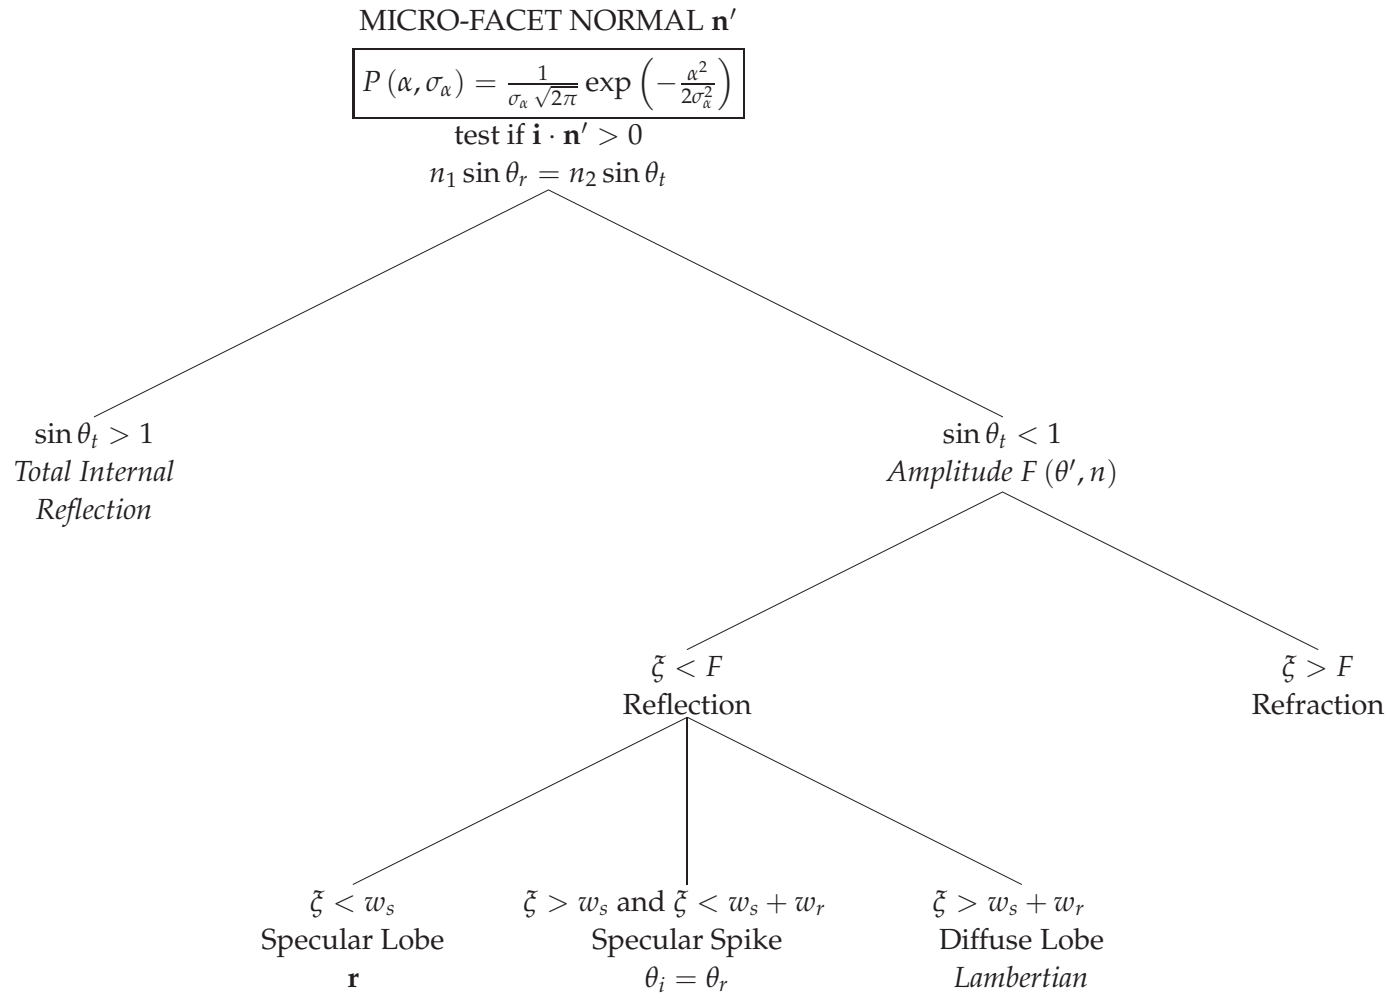 MICRO-FACET NORMAL n′
P (α, σ_α) = 1/(σ_α √2π) exp (−α²/2σ_α²)
test if i · n′ > 0
n₁ sin θ_r = n₂ sin θ_t
sin θ_t > 1
Total Internal
Reflection
sin θ_t < 1
Amplitude F (θ′, n)
ξ < F
Reflection
ξ > F
Refraction
ξ < w_s
Specular Lobe
r
ξ > w_s and ξ < w_s + w_r
Specular Spike
θ_i = θ_r
ξ > w_s + w_r
Diffuse Lobe
Lambertian